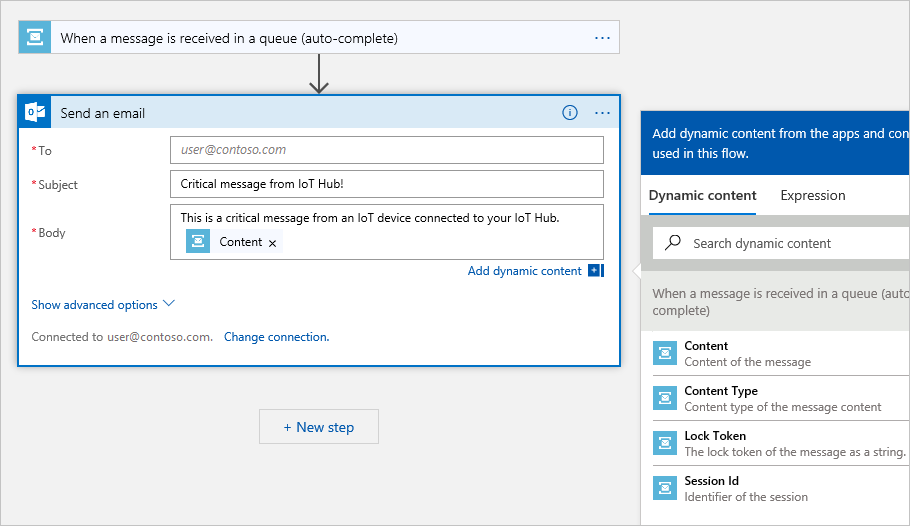 When a message is received in a queue (auto-complete)
Send an email
* To
user@contoso.com
* Subject
Critical message from IoT Hub!
* Body
This is a critical message from an IoT device connected to your IoT Hub.
Content ×
Add dynamic content
Show advanced options
Connected to user@contoso.com. Change connection.
+ New step
Add dynamic content from the apps and con
used in this flow.
Dynamic content Expression
Search dynamic content
When a message is received in a queue (auto-
complete)
Content
Content of the message
Content Type
Content type of the message content
Lock Token
The lock token of the message as a string.
Session Id
Identifier of the session